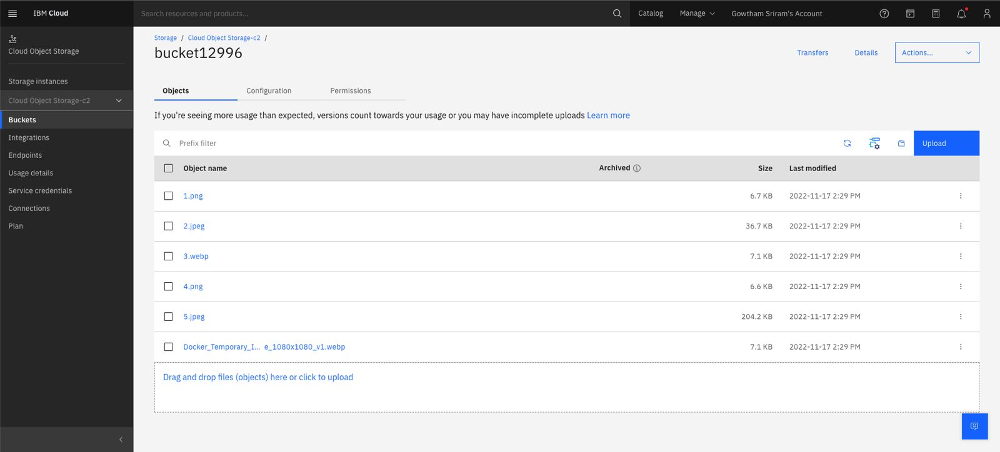 IBM Cloud
Search resources and products...
Catalog
Manage
Gowtham Sriram's Account
Cloud Object Storage
Storage instances
Cloud Object Storage-c2
Buckets
Integrations
Endpoints
Usage details
Service credentials
Connections
Plan
Storage / Cloud Object Storage-c2 /
bucket12996
Transfers
Details
Actions...
Objects
Configuration
Permissions
If you're seeing more usage than expected, versions count towards your usage or you may have incomplete uploads Learn more
Prefix filter
Upload
Object name Archived Size Last modified
1.png 6.7 KB 2022-11-17 2:29 PM
2.jpeg 36.7 KB 2022-11-17 2:29 PM
3.webp 7.1 KB 2022-11-17 2:29 PM
4.png 6.6 KB 2022-11-17 2:29 PM
5.jpeg 204.2 KB 2022-11-17 2:29 PM
Docker_Temporary_I... e_1080x1080_v1.webp 7.1 KB 2022-11-17 2:29 PM
Drag and drop files (objects) here or click to upload